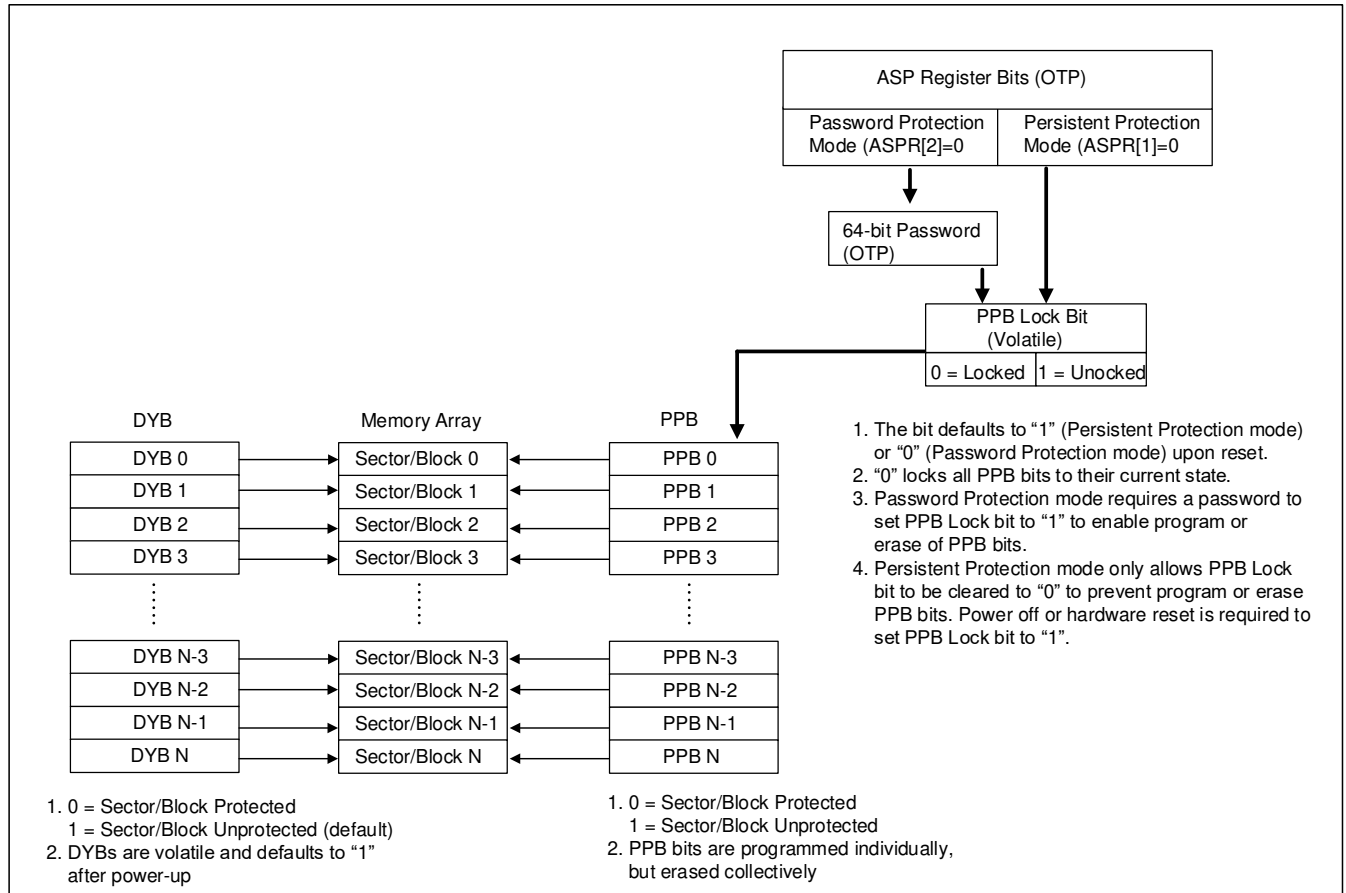 ASP Register Bits (OTP)
Password Protection
Mode (ASPR[2]=0
Persistent Protection
Mode (ASPR[1]=0
64-bit Password
(OTP)
PPB Lock Bit
(Volatile)
0 = Locked
1 = Unocked
1. The bit defaults to “1” (Persistent Protection mode)
or “0” (Password Protection mode) upon reset.
2. “0” locks all PPB bits to their current state.
3. Password Protection mode requires a password to
set PPB Lock bit to “1” to enable program or
erase of PPB bits.
4. Persistent Protection mode only allows PPB Lock
bit to be cleared to “0” to prevent program or erase
PPB bits. Power off or hardware reset is required to
set PPB Lock bit to “1”.
DYB
Memory Array
PPB
DYB 0
Sector/Block 0
PPB 0
DYB 1
Sector/Block 1
PPB 1
DYB 2
Sector/Block 2
PPB 2
DYB 3
Sector/Block 3
PPB 3
DYB N-3
Sector/Block N-3
PPB N-3
DYB N-2
Sector/Block N-2
PPB N-2
DYB N-1
Sector/Block N-1
PPB N-1
DYB N
Sector/Block N
PPB N
1. 0 = Sector/Block Protected
1 = Sector/Block Unprotected (default)
2. DYBs are volatile and defaults to “1”
after power-up
1. 0 = Sector/Block Protected
1 = Sector/Block Unprotected
2. PPB bits are programmed individually,
but erased collectively